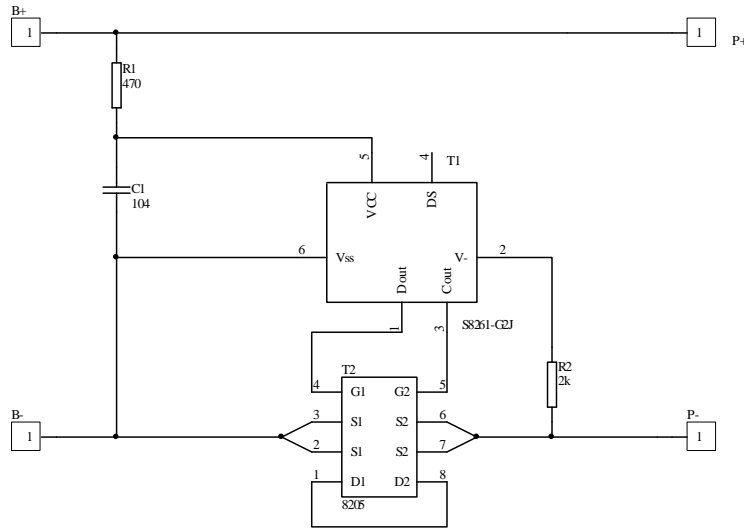 B+
1
1
P+
R1
470
5
4
T1
C1
104
VCC
DS
6
Vss
V-
2
Dout
Cout
1
3
S8261-G2J
T2
R2
2k
4
G1
G2
5
B-
1
3
S1
S2
6
P-
1
2
S1
S2
7
1
D1
D2
8
8205